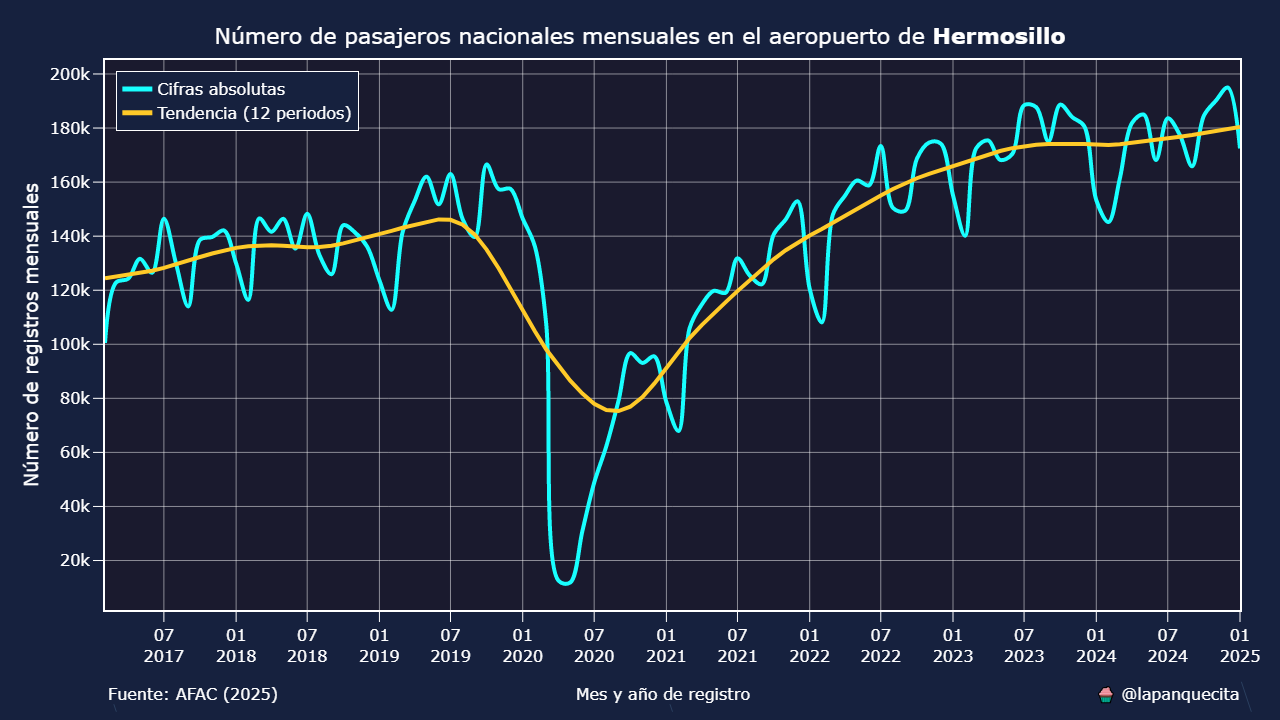 Número de pasajeros nacionales mensuales en el aeropuerto de Hermosillo
Cifras absolutas
Tendencia (12 periodos)
Número de registros mensuales
200k
180k
160k
140k
120k
100k
80k
60k
40k
20k
07 01 07 01 07 01 07 01 07 01 07 01 07 01 07 01
2017 2018 2018 2019 2019 2020 2020 2021 2021 2022 2022 2023 2023 2024 2024 2025
Fuente: AFAC (2025)
Mes y año de registro
@lapanquecita